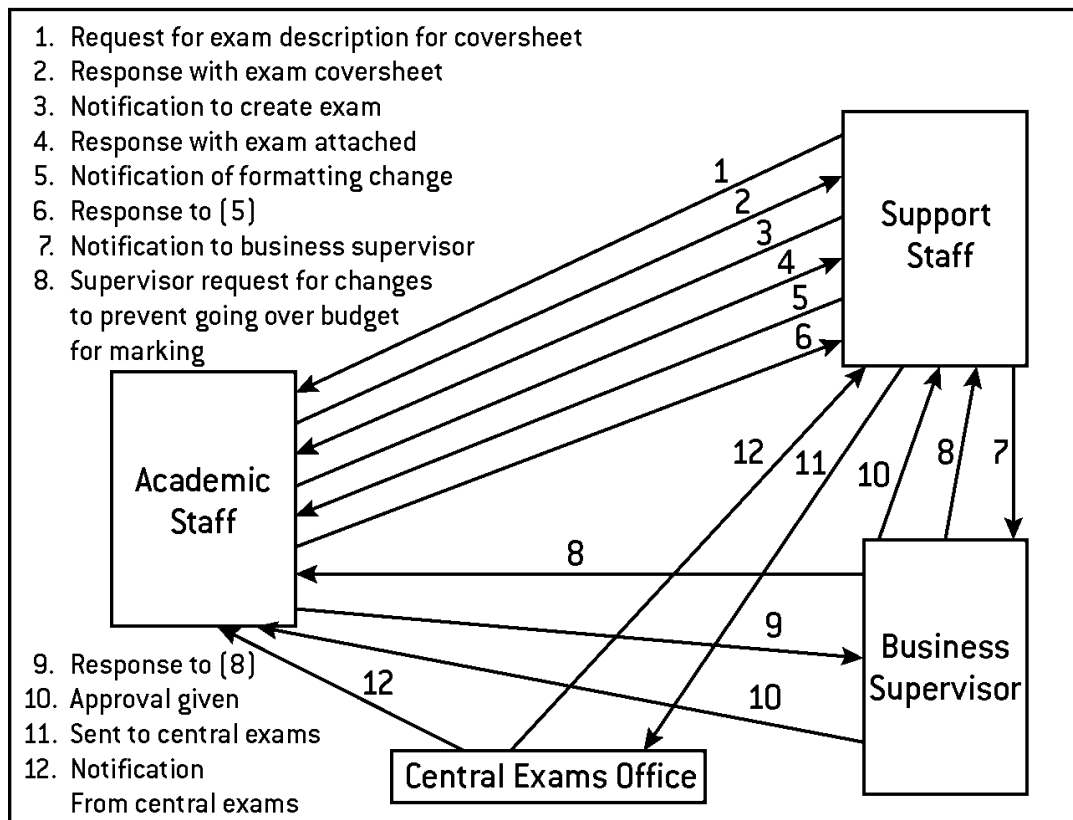 1. Request for exam description for coversheet
2. Response with exam coversheet
3. Notification to create exam
4. Response with exam attached
5. Notification of formatting change
6. Response to (5)
7. Notification to business supervisor
8. Supervisor request for changes
to prevent going over budget
for marking
1
2
3
4
5
6
Support
Staff
12
11
10
8
7
Academic
Staff
8
9
10
12
Business
Supervisor
9. Response to (8)
10. Approval given
11. Sent to central exams
12. Notification
From central exams
Central Exams Office